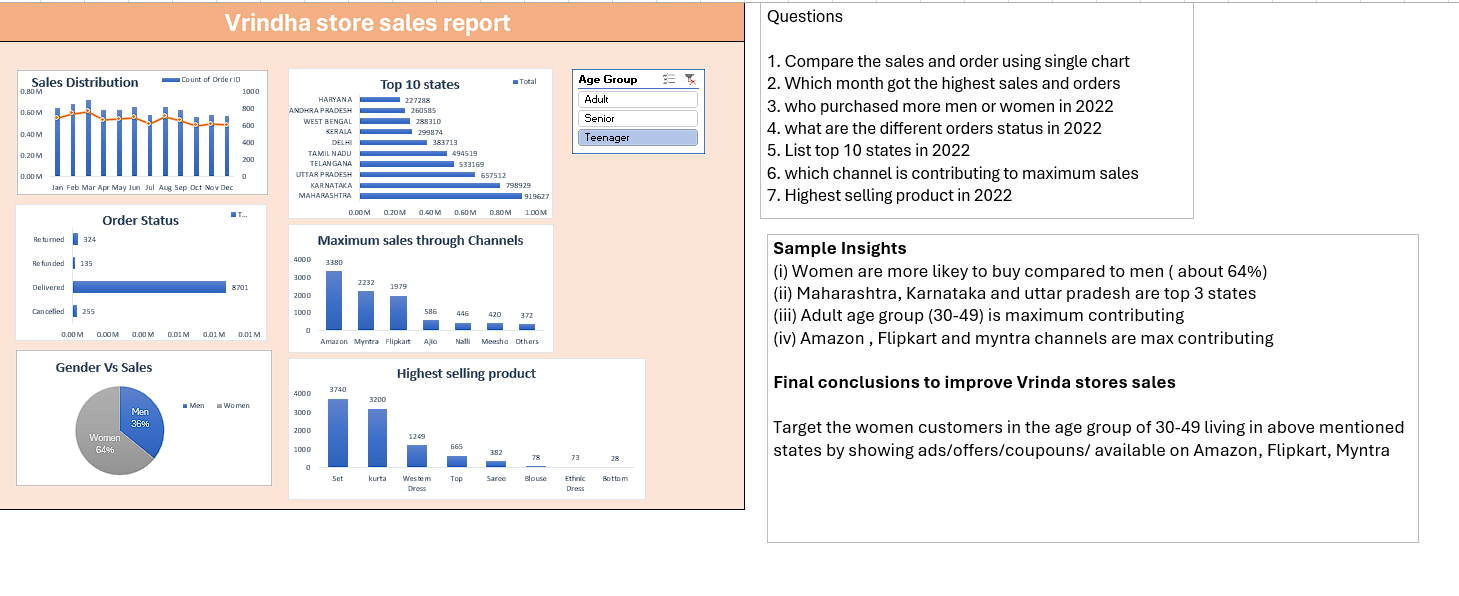 Vrindha store sales report
Sales Distribution
Count of Order ID
0.80 M
0.60 M
0.40 M
0.20 M
0.00 M
1000
800
600
400
200
0
Jan Feb Mar Apr May Jun Jul Aug Sep Oct Nov Dec
Order Status
T...
Returned 324
Refunded 135
Delivered 8701
Cancelled 255
0.00 M 0.00 M 0.00 M 0.01 M 0.01 M 0.01 M
Gender Vs Sales
Men
36%
Women
64%
Men Women
Top 10 states
Total
HARYANA 227288
ANDHRA PRADESH 260585
WEST BENGAL 288310
KERALA 299874
DELHI 383713
TAMIL NADU 494519
TELANGANA 533169
UTTAR PRADESH 657512
KARNATAKA 798929
MAHARASHTRA 919627
0.00 M 0.20 M 0.40 M 0.60 M 0.80 M 1.00 M
Maximum sales through Channels
4000
3000
2000
1000
0
3380 2232 1979 586 446 420 372
Amazon Myntra Flipkart Ajio Nalli Meesho Others
Highest selling product
4000
3000
2000
1000
0
3740 3200 1249 665 382 78 73 28
Set kurta Western Dress Top Saree Blouse Ethnic Dress Bottom
Age Group
Adult
Senior
Teenager
Questions
1. Compare the sales and order using single chart
2. Which month got the highest sales and orders
3. who purchased more men or women in 2022
4. what are the different orders status in 2022
5. List top 10 states in 2022
6. which channel is contributing to maximum sales
7. Highest selling product in 2022
Sample Insights
(i) Women are more likey to buy compared to men ( about 64%)
(ii) Maharashtra, Karnataka and uttar pradesh are top 3 states
(iii) Adult age group (30-49) is maximum contributing
(iv) Amazon , Flipkart and myntra channels are max contributing
Final conclusions to improve Vrinda stores sales
Target the women customers in the age group of 30-49 living in above mentioned
states by showing ads/offers/coupouns/ available on Amazon, Flipkart, Myntra